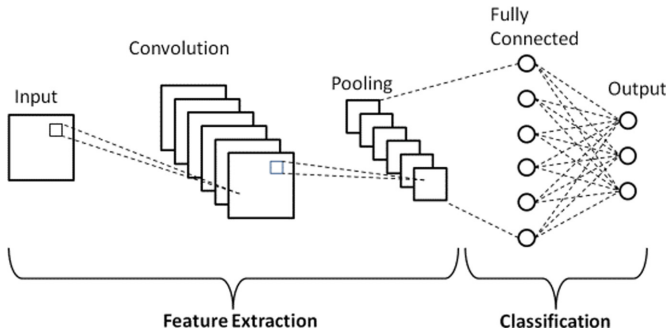 Fully
Connected
Convolution
Pooling
Output
Input
Feature Extraction
Classification